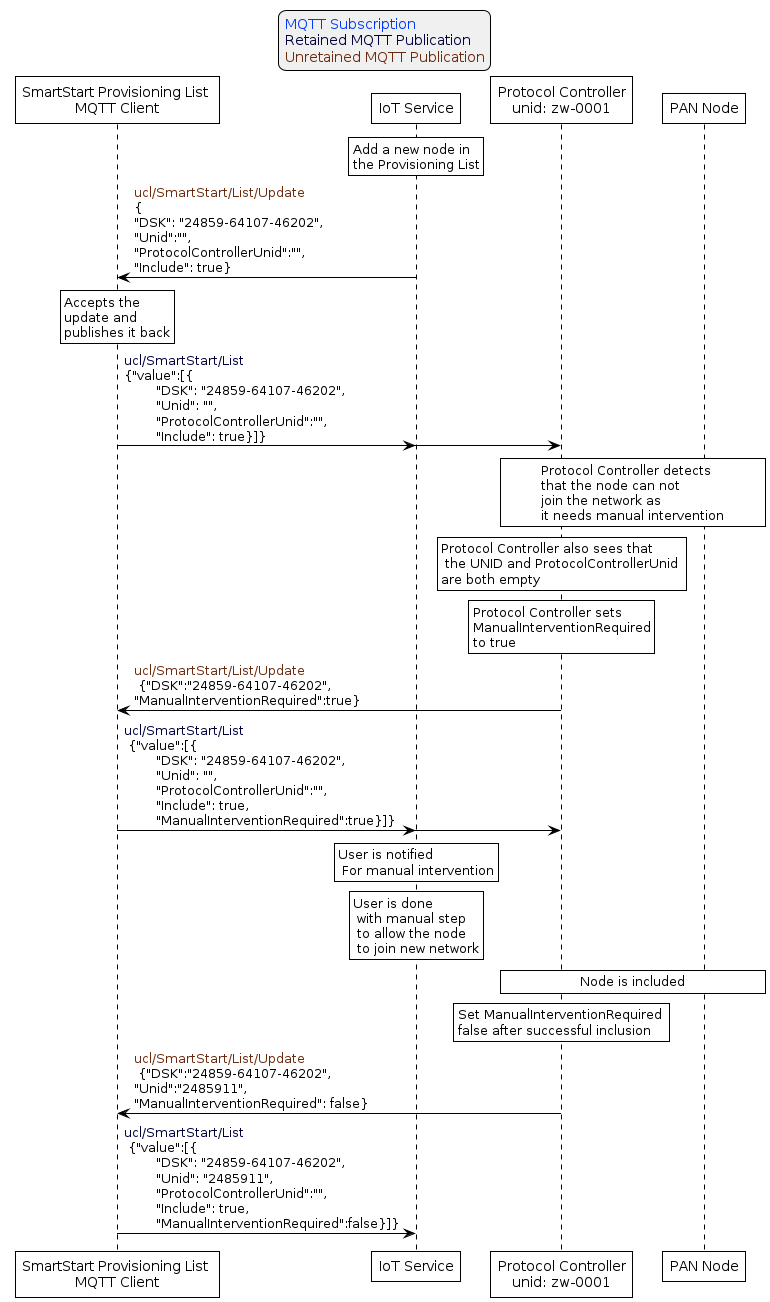 MQTT Subscription
Retained MQTT Publication
Unretained MQTT Publication
SmartStart Provisioning List
MQTT Client
IoT Service
Protocol Controller
unid: zw-0001
PAN Node
Add a new node in
the Provisioning List
ucl/SmartStart/List/Update
{
"DSK": "24859-64107-46202",
"Unid":"",
"ProtocolControllerUnid":"",
"Include": true}
Accepts the
update and
publishes it back
ucl/SmartStart/List
{"value":[{
"DSK": "24859-64107-46202",
"Unid": "",
"ProtocolControllerUnid":"",
"Include": true}]}
Protocol Controller detects
that the node can not
join the network as
it needs manual intervention
Protocol Controller also sees that
the UNID and ProtocolControllerUnid
are both empty
Protocol Controller sets
ManualInterventionRequired
to true
ucl/SmartStart/List/Update
{"DSK":"24859-64107-46202",
"ManualInterventionRequired":true}
ucl/SmartStart/List
{"value":[{
"DSK": "24859-64107-46202",
"Unid": "",
"ProtocolControllerUnid":"",
"Include": true,
"ManualInterventionRequired":true}]}
User is notified
For manual intervention
User is done
with manual step
to allow the node
to join new network
Node is included
Set ManualInterventionRequired
false after successful inclusion
ucl/SmartStart/List/Update
{"DSK":"24859-64107-46202",
"Unid":"2485911",
"ManualInterventionRequired": false}
ucl/SmartStart/List
{"value":[{
"DSK": "24859-64107-46202",
"Unid": "2485911",
"ProtocolControllerUnid":"",
"Include": true,
"ManualInterventionRequired":false}]}
SmartStart Provisioning List
MQTT Client
IoT Service
Protocol Controller
unid: zw-0001
PAN Node